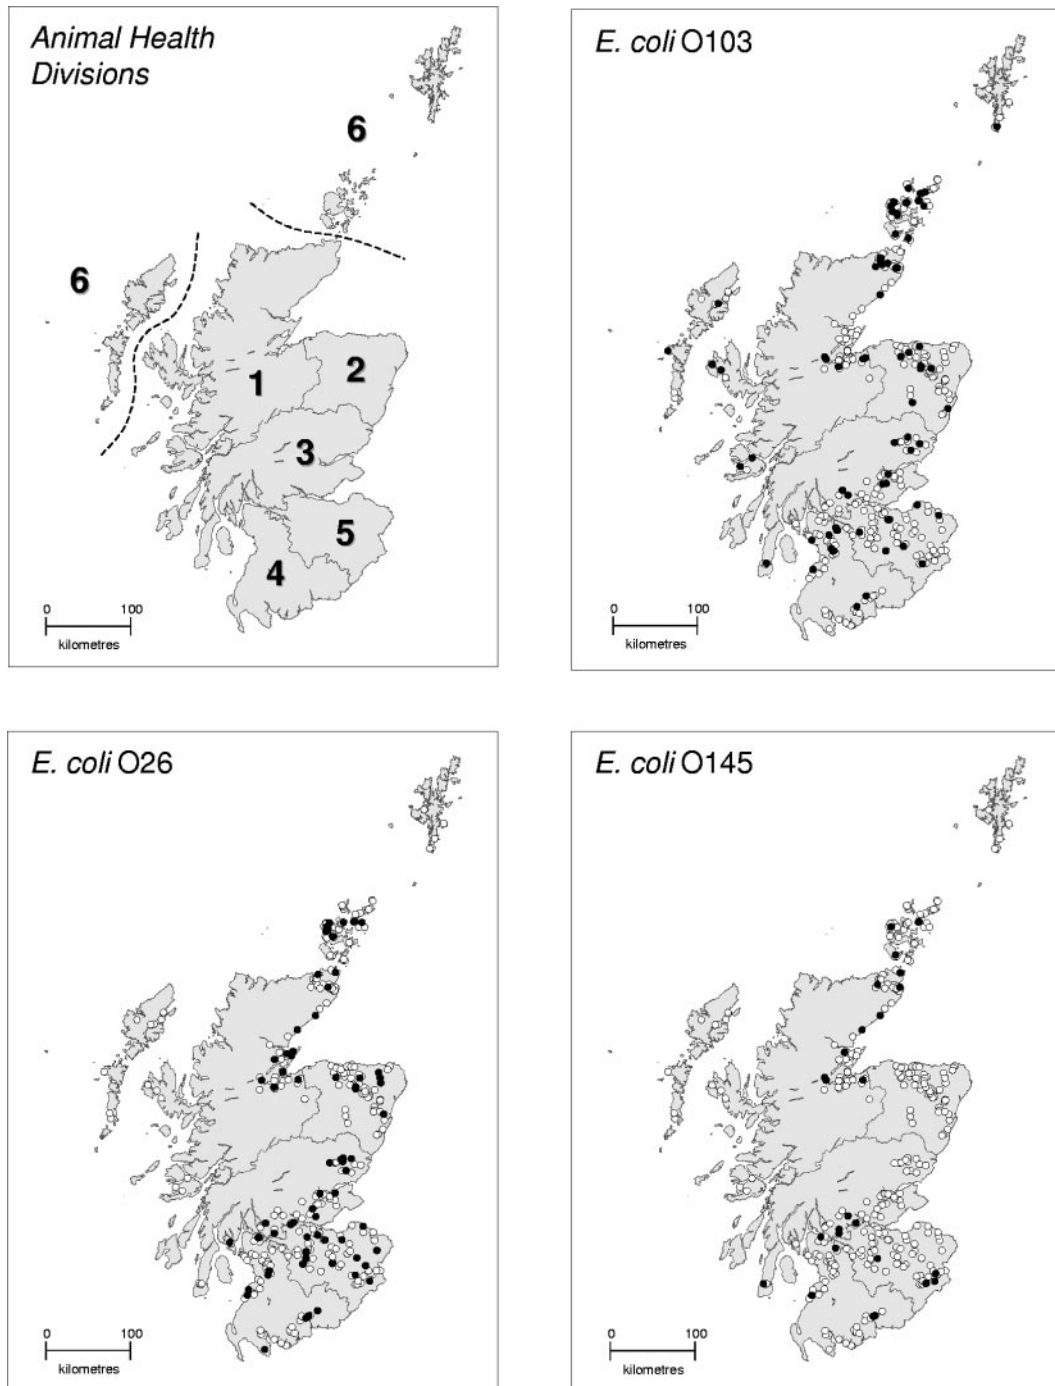 Animal Health
Divisions
6
6
1
2
3
5
4
0 100
kilometres
E. coli O103
0 100
kilometres
E. coli O26
0 100
kilometres
E. coli O145
0 100
kilometres